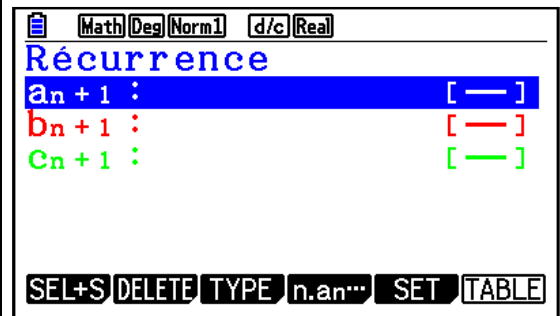 Math Deg Norm1 d/c Real
Récurrence
an+1 : [—]
bn+1 : [—]
cn+1 : [—]
SEL+S DELETE TYPE n.an… SET TABLE